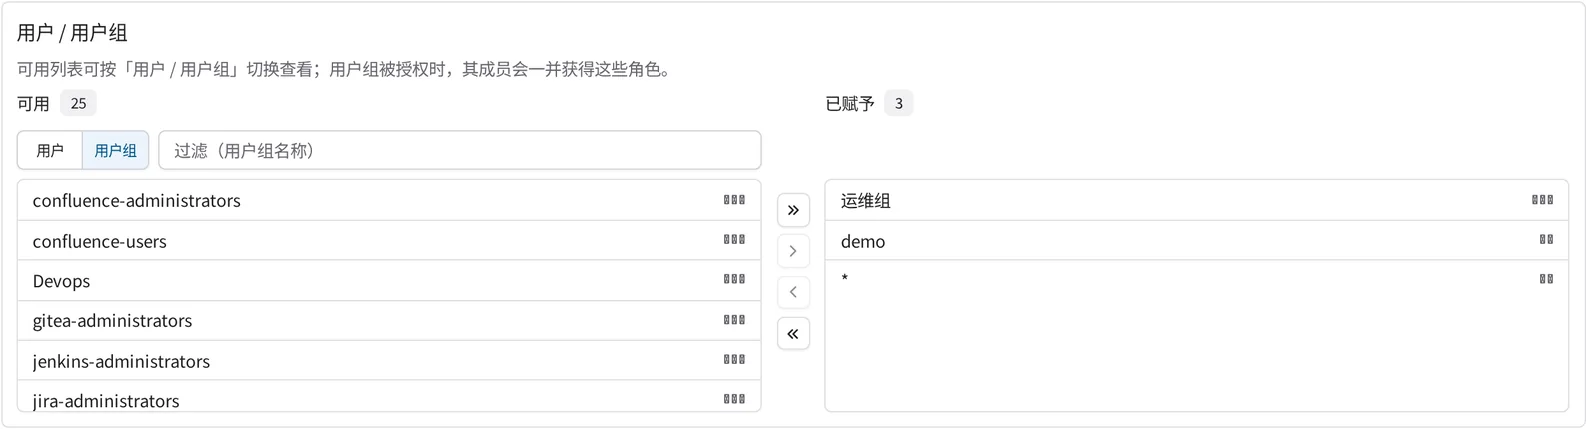 用户 / 用户组
可用列表可按「用户 / 用户组」切换查看；用户组被授权时，其成员会一并获得这些角色。
可用 25
已赋予 3
用户 用户组 过滤（用户组名称）
confluence-administrators
confluence-users
Devops
gitea-administrators
jenkins-administrators
jira-administrators
运维组
demo
*